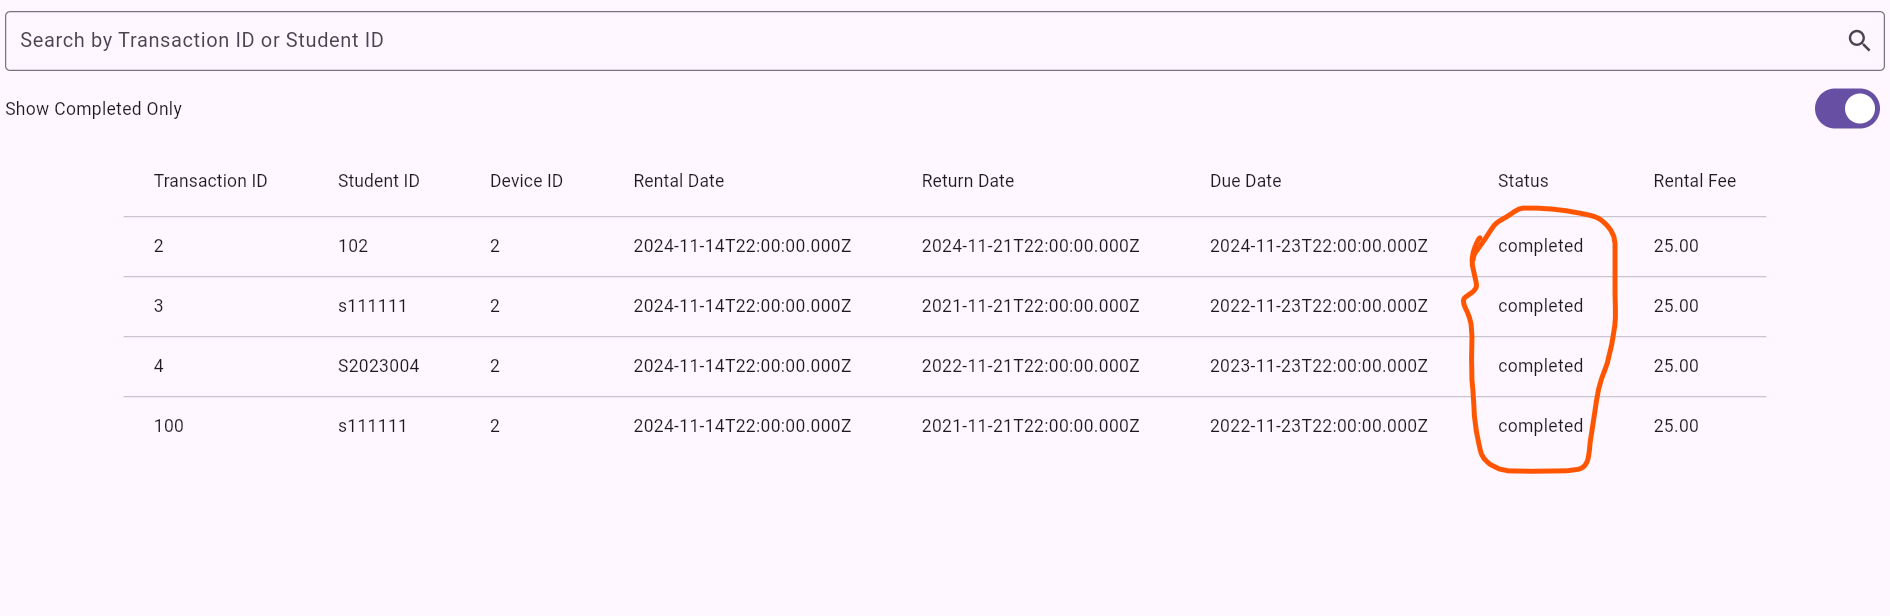 Search by Transaction ID or Student ID
Show Completed Only
Transaction ID Student ID Device ID Rental Date Return Date Due Date Status Rental Fee
2 102 2 2024-11-14T22:00:00.000Z 2024-11-21T22:00:00.000Z 2024-11-23T22:00:00.000Z completed 25.00
3 s111111 2 2024-11-14T22:00:00.000Z 2021-11-21T22:00:00.000Z 2022-11-23T22:00:00.000Z completed 25.00
4 S2023004 2 2024-11-14T22:00:00.000Z 2022-11-21T22:00:00.000Z 2023-11-23T22:00:00.000Z completed 25.00
100 s111111 2 2024-11-14T22:00:00.000Z 2021-11-21T22:00:00.000Z 2022-11-23T22:00:00.000Z completed 25.00